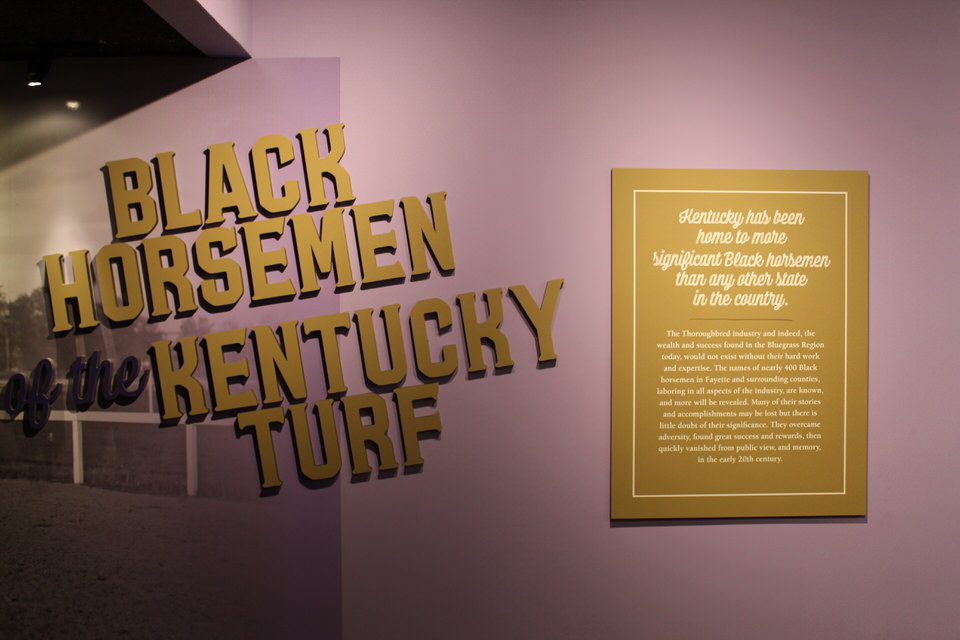 BLACK
HORSEMEN
of the KENTUCKY
TURF
Kentucky has been
home to more
significant Black horsemen
than any other state
in the country.
The Thoroughbred industry and indeed, the
wealth and success found in the Bluegrass Region
today, would not exist without their hard work
and expertise. The names of nearly 400 Black
horsemen in Fayette and surrounding counties,
laboring in all aspects of the industry, are known,
and more will be revealed. Many of their stories
and accomplishments may be lost but there is
little doubt of their significance. They overcame
adversity, found great success and rewards, then
quickly vanished from public view, and memory,
in the early 20th century.